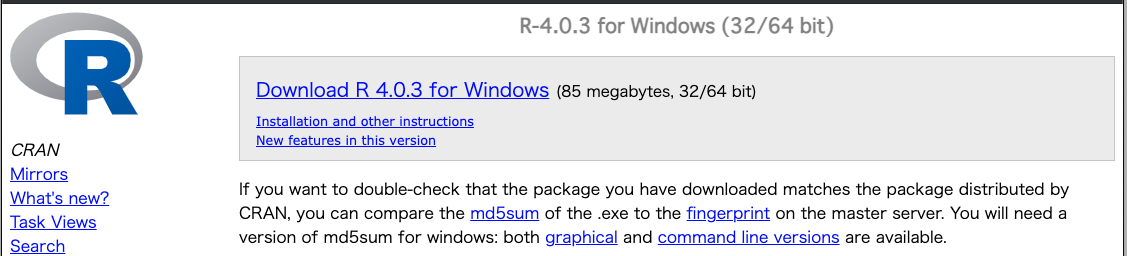 R-4.0.3 for Windows (32/64 bit)
R
Download R 4.0.3 for Windows (85 megabytes, 32/64 bit)
Installation and other instructions
New features in this version
CRAN
Mirrors
What's new?
Task Views
Search
If you want to double-check that the package you have downloaded matches the package distributed by
CRAN, you can compare the md5sum of the .exe to the fingerprint on the master server. You will need a
version of md5sum for windows: both graphical and command line versions are available.